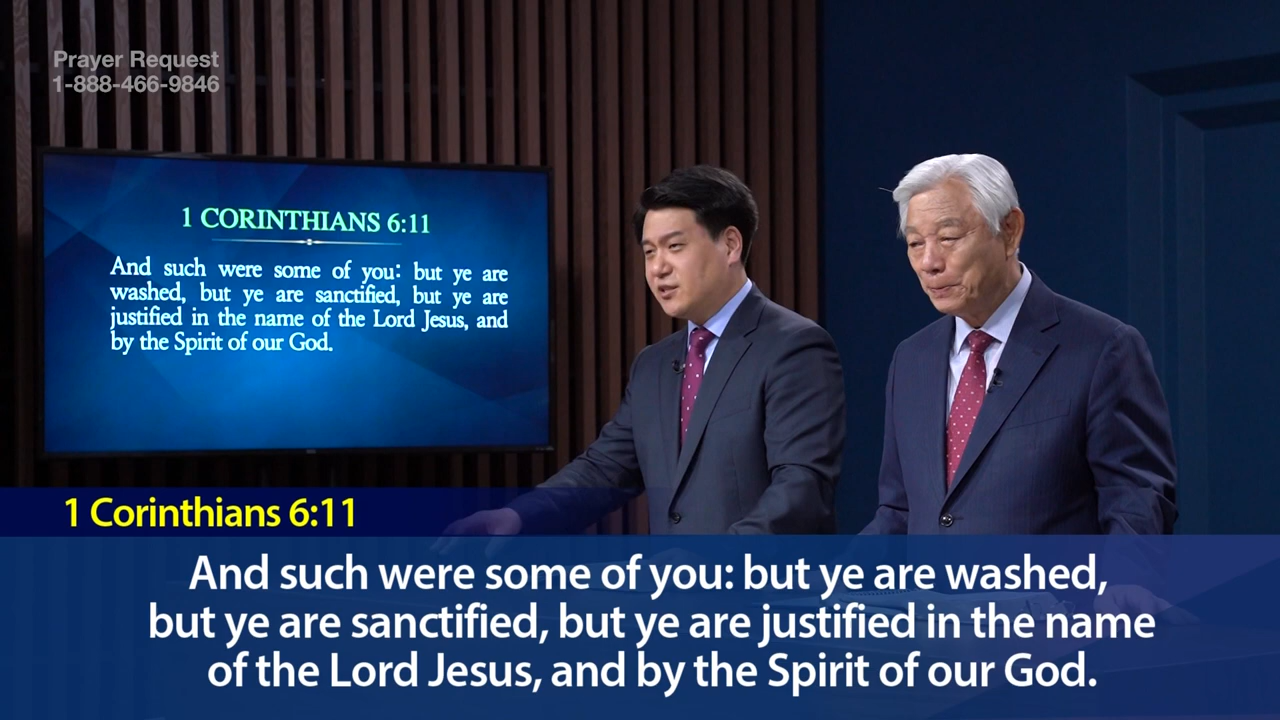 Prayer Request
1-888-466-9846
1 CORINTHIANS 6:11
And such were some of you: but ye are
washed, but ye are sanctified, but ye are
justified in the name of the Lord Jesus, and
by the Spirit of our God.
1 Corinthians 6:11
And such were some of you: but ye are washed,
but ye are sanctified, but ye are justified in the name
of the Lord Jesus, and by the Spirit of our God.